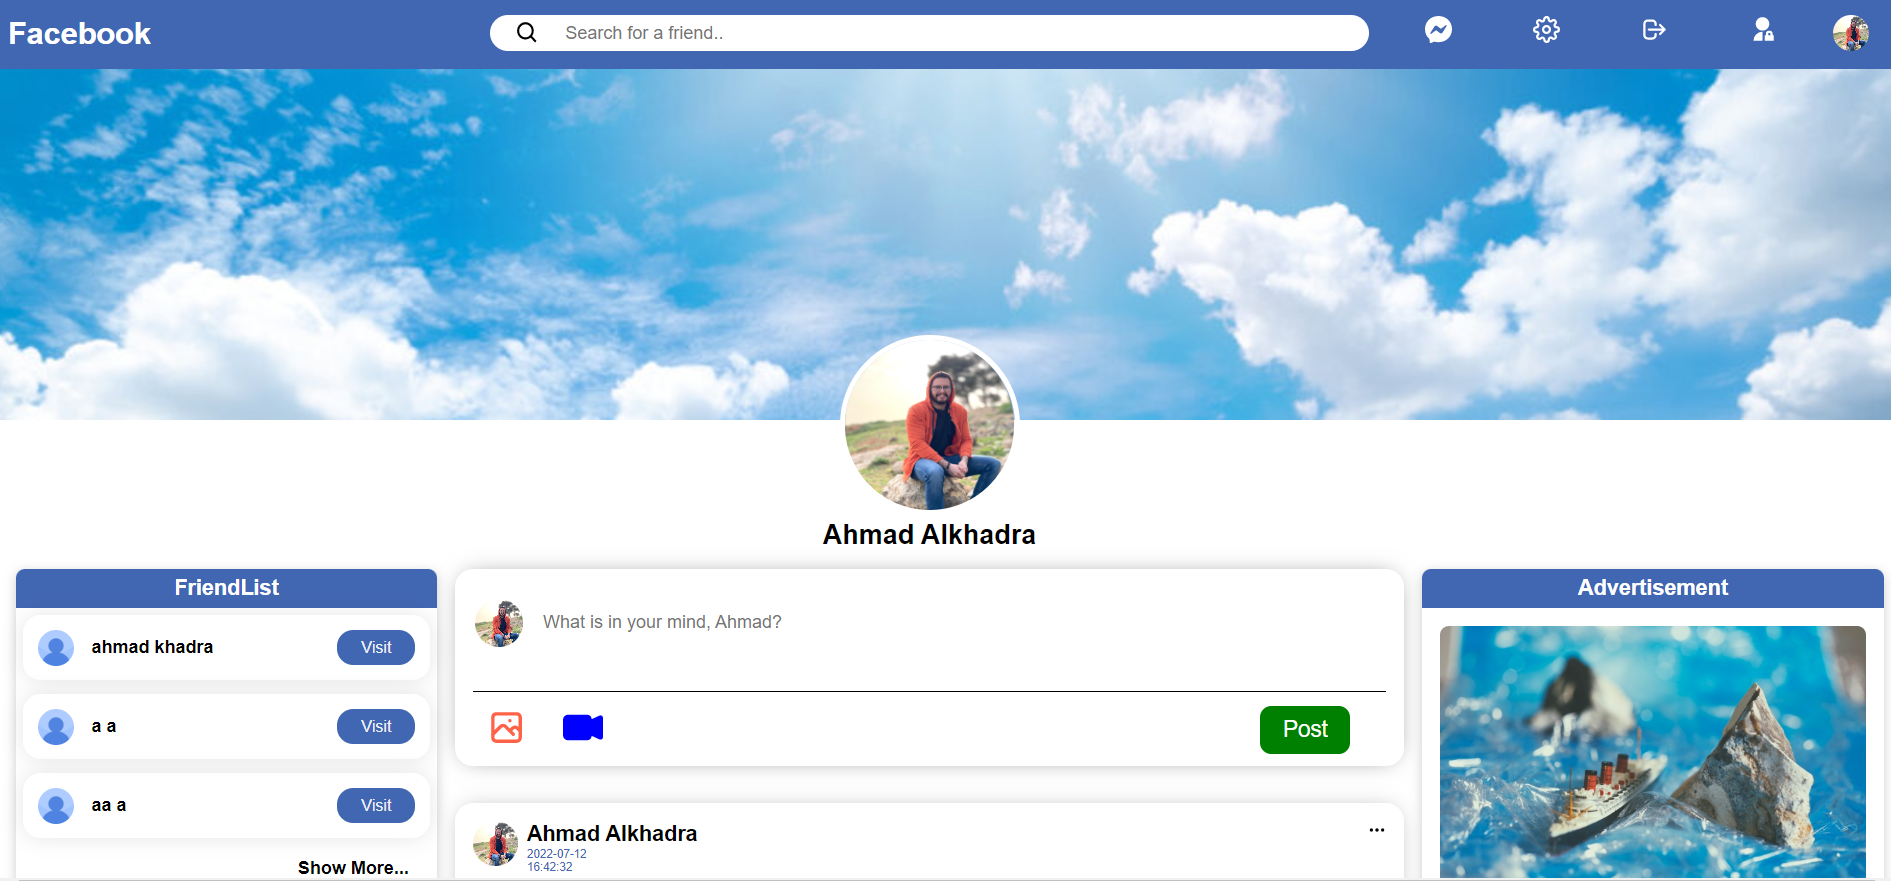 Facebook
Search for a friend..
Ahmad Alkhadra
FriendList
ahmad khadra
Visit
a a
Visit
aa a
Visit
Show More...
What is in your mind, Ahmad?
Post
Ahmad Alkhadra
2022-07-12
16:42:32
Advertisement